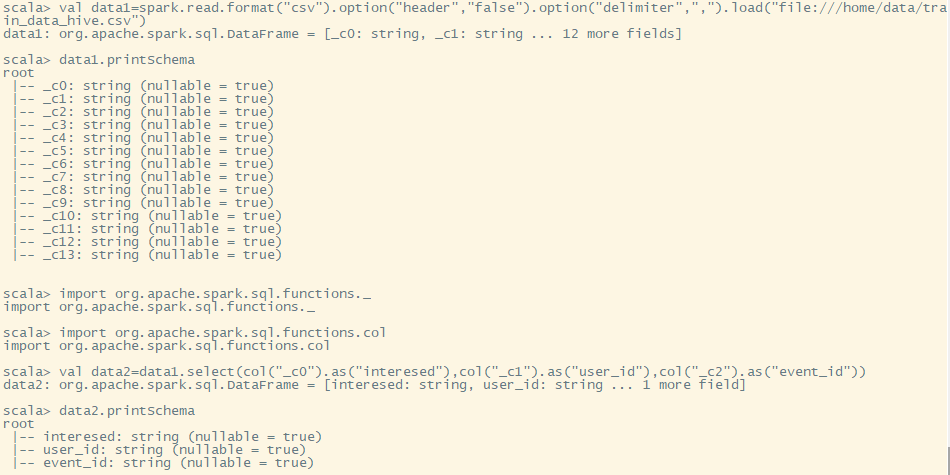 scala> val data1=spark.read.format("csv").option("header","false").option("delimiter",",").load("file:///home/data/tra
in_data_hive.csv")
data1: org.apache.spark.sql.DataFrame = [_c0: string, _c1: string ... 12 more fields]
scala> data1.printSchema
root
 |-- _c0: string (nullable = true)
 |-- _c1: string (nullable = true)
 |-- _c2: string (nullable = true)
 |-- _c3: string (nullable = true)
 |-- _c4: string (nullable = true)
 |-- _c5: string (nullable = true)
 |-- _c6: string (nullable = true)
 |-- _c7: string (nullable = true)
 |-- _c8: string (nullable = true)
 |-- _c9: string (nullable = true)
 |-- _c10: string (nullable = true)
 |-- _c11: string (nullable = true)
 |-- _c12: string (nullable = true)
 |-- _c13: string (nullable = true)
scala> import org.apache.spark.sql.functions._
import org.apache.spark.sql.functions._
scala> import org.apache.spark.sql.functions.col
import org.apache.spark.sql.functions.col
scala> val data2=data1.select(col("_c0").as("interesed"),col("_c1").as("user_id"),col("_c2").as("event_id"))
data2: org.apache.spark.sql.DataFrame = [interesed: string, user_id: string ... 1 more field]
scala> data2.printSchema
root
 |-- interesed: string (nullable = true)
 |-- user_id: string (nullable = true)
 |-- event_id: string (nullable = true)